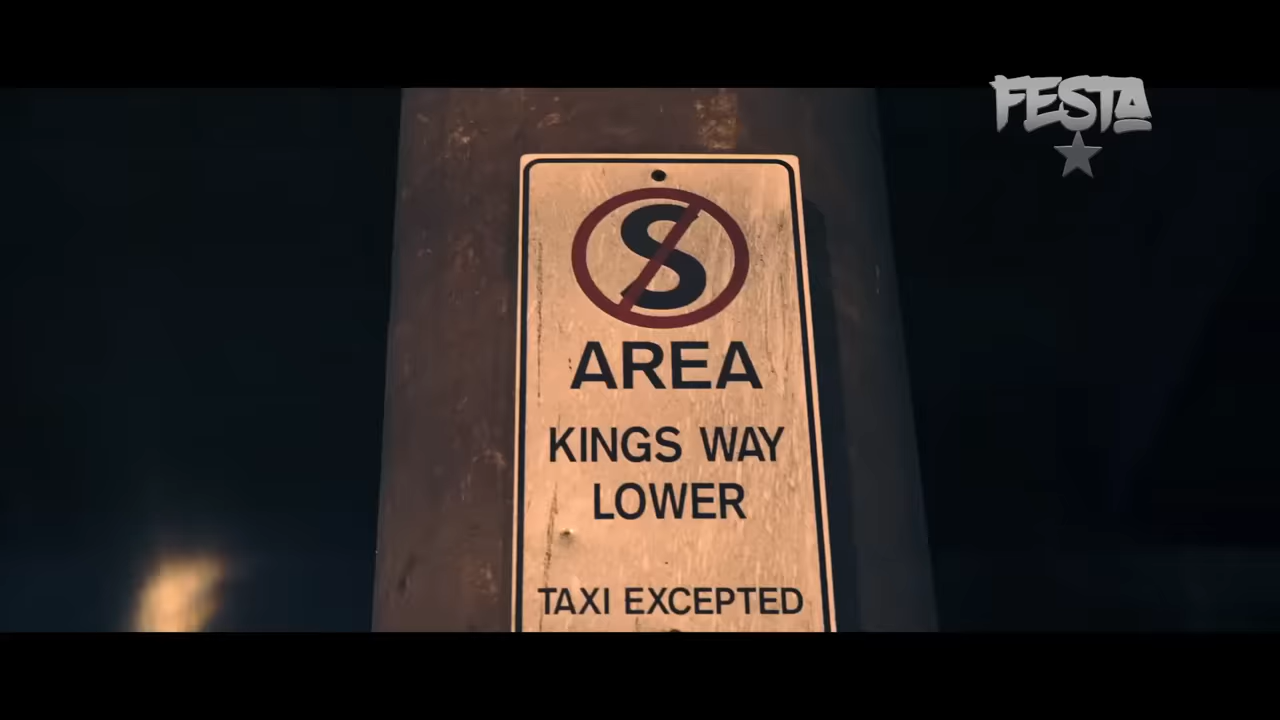 FESTA
S
AREA
KINGS WAY
LOWER
TAXI EXCEPTED